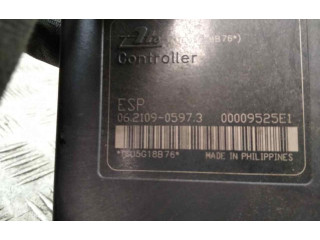 Controller
ESP
06.2109-0597.3 00009525E1
MADE IN PHILIPPINES